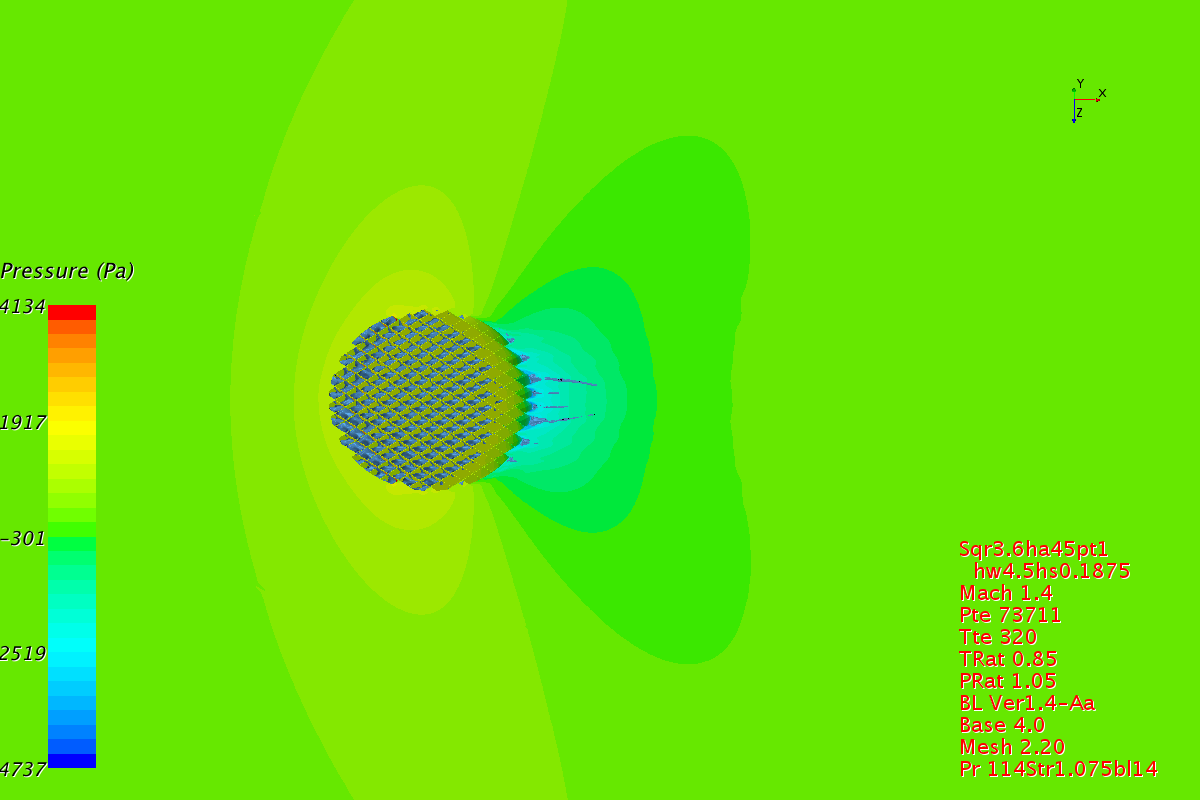 Y
X
Z
Pressure (Pa)
4134
1917
-301
2519
4737
Sqr3.6ha45pt1
hw4.5hs0.1875
Mach 1.4
Pte 73711
Tte 320
TRat 0.85
PRat 1.05
BL Ver1.4-Aa
Base 4.0
Mesh 2.20
Pr 114Str1.075bl14